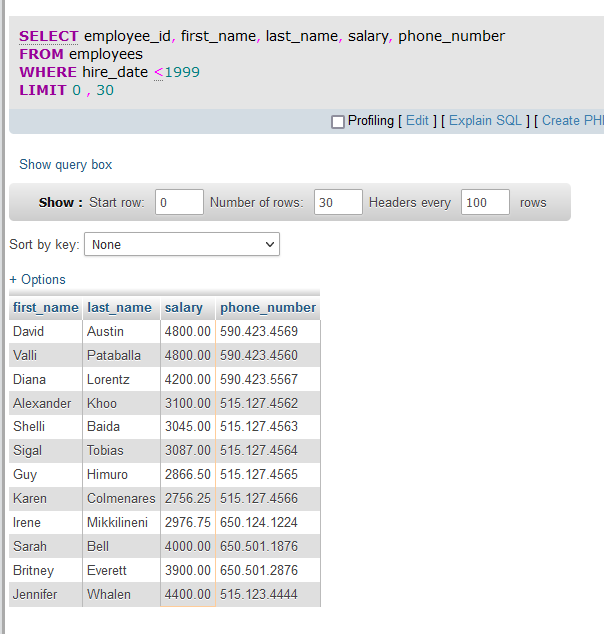 SELECT employee_id, first_name, last_name, salary, phone_number
FROM employees
WHERE hire_date <1999
LIMIT 0 , 30
Profiling [ Edit ] [ Explain SQL ] [ Create PH
Show query box
Show : Start row: 0 Number of rows: 30 Headers every 100 rows
Sort by key: None
+ Options
first_name last_name salary phone_number
David Austin 4800.00 590.423.4569
Valli Pataballa 4800.00 590.423.4560
Diana Lorentz 4200.00 590.423.5567
Alexander Khoo 3100.00 515.127.4562
Shelli Baida 3045.00 515.127.4563
Sigal Tobias 3087.00 515.127.4564
Guy Himuro 2866.50 515.127.4565
Karen Colmenares 2756.25 515.127.4566
Irene Mikkilineni 2976.75 650.124.1224
Sarah Bell 4000.00 650.501.1876
Britney Everett 3900.00 650.501.2876
Jennifer Whalen 4400.00 515.123.4444